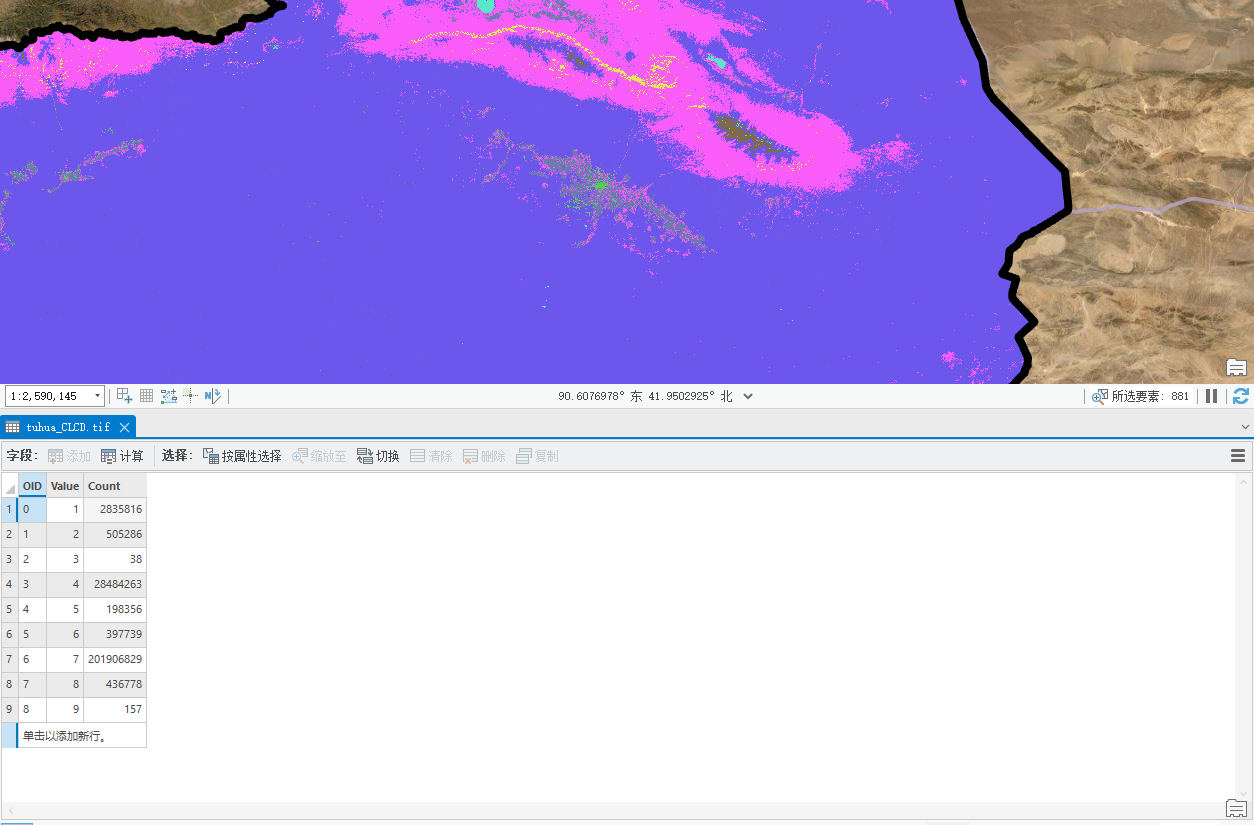 1:2,590,145 90.6076978° 东 41.9502925° 北 所选要素: 881
tuhua_CLCD.tif
字段: 添加 计算 选择: 按属性选择 缩放至 切换 清除 删除 复制
OID Value Count
1 0 1 2835816
2 1 2 505286
3 2 3 38
4 3 4 28484263
5 4 5 198356
6 5 6 397739
7 6 7 201906829
8 7 8 436778
9 8 9 157
单击以添加新行。